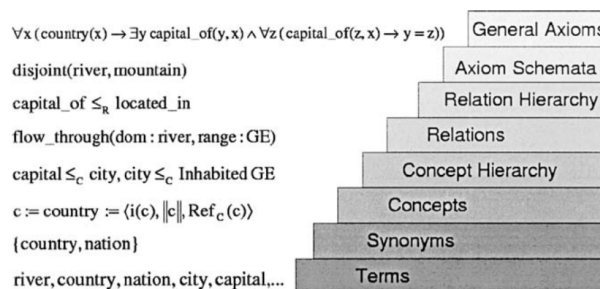 ∀x (country(x) → ∃y capital_of(y, x) ∧ ∀z (capital_of(z, x) → y = z)) General Axioms
disjoint(river, mountain) Axiom Schemata
capital_of ≤R located_in Relation Hierarchy
flow_through(dom : river, range : GE) Relations
capital ≤C city, city ≤C Inhabited GE Concept Hierarchy
c := country := ⟨i(c), ‖c‖, RefC(c)⟩ Concepts
{country, nation} Synonyms
river, country, nation, city, capital,... Terms